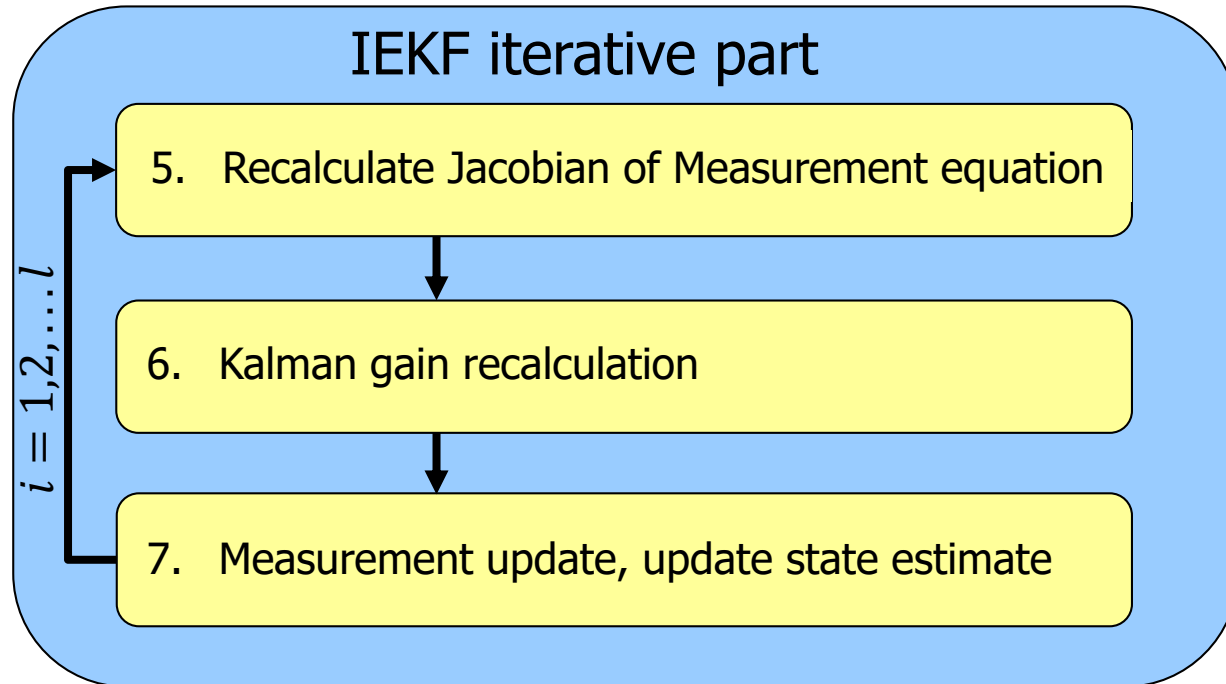 IEKF iterative part
5. Recalculate Jacobian of Measurement equation
6. Kalman gain recalculation
7. Measurement update, update state estimate
i = 1,2,...l